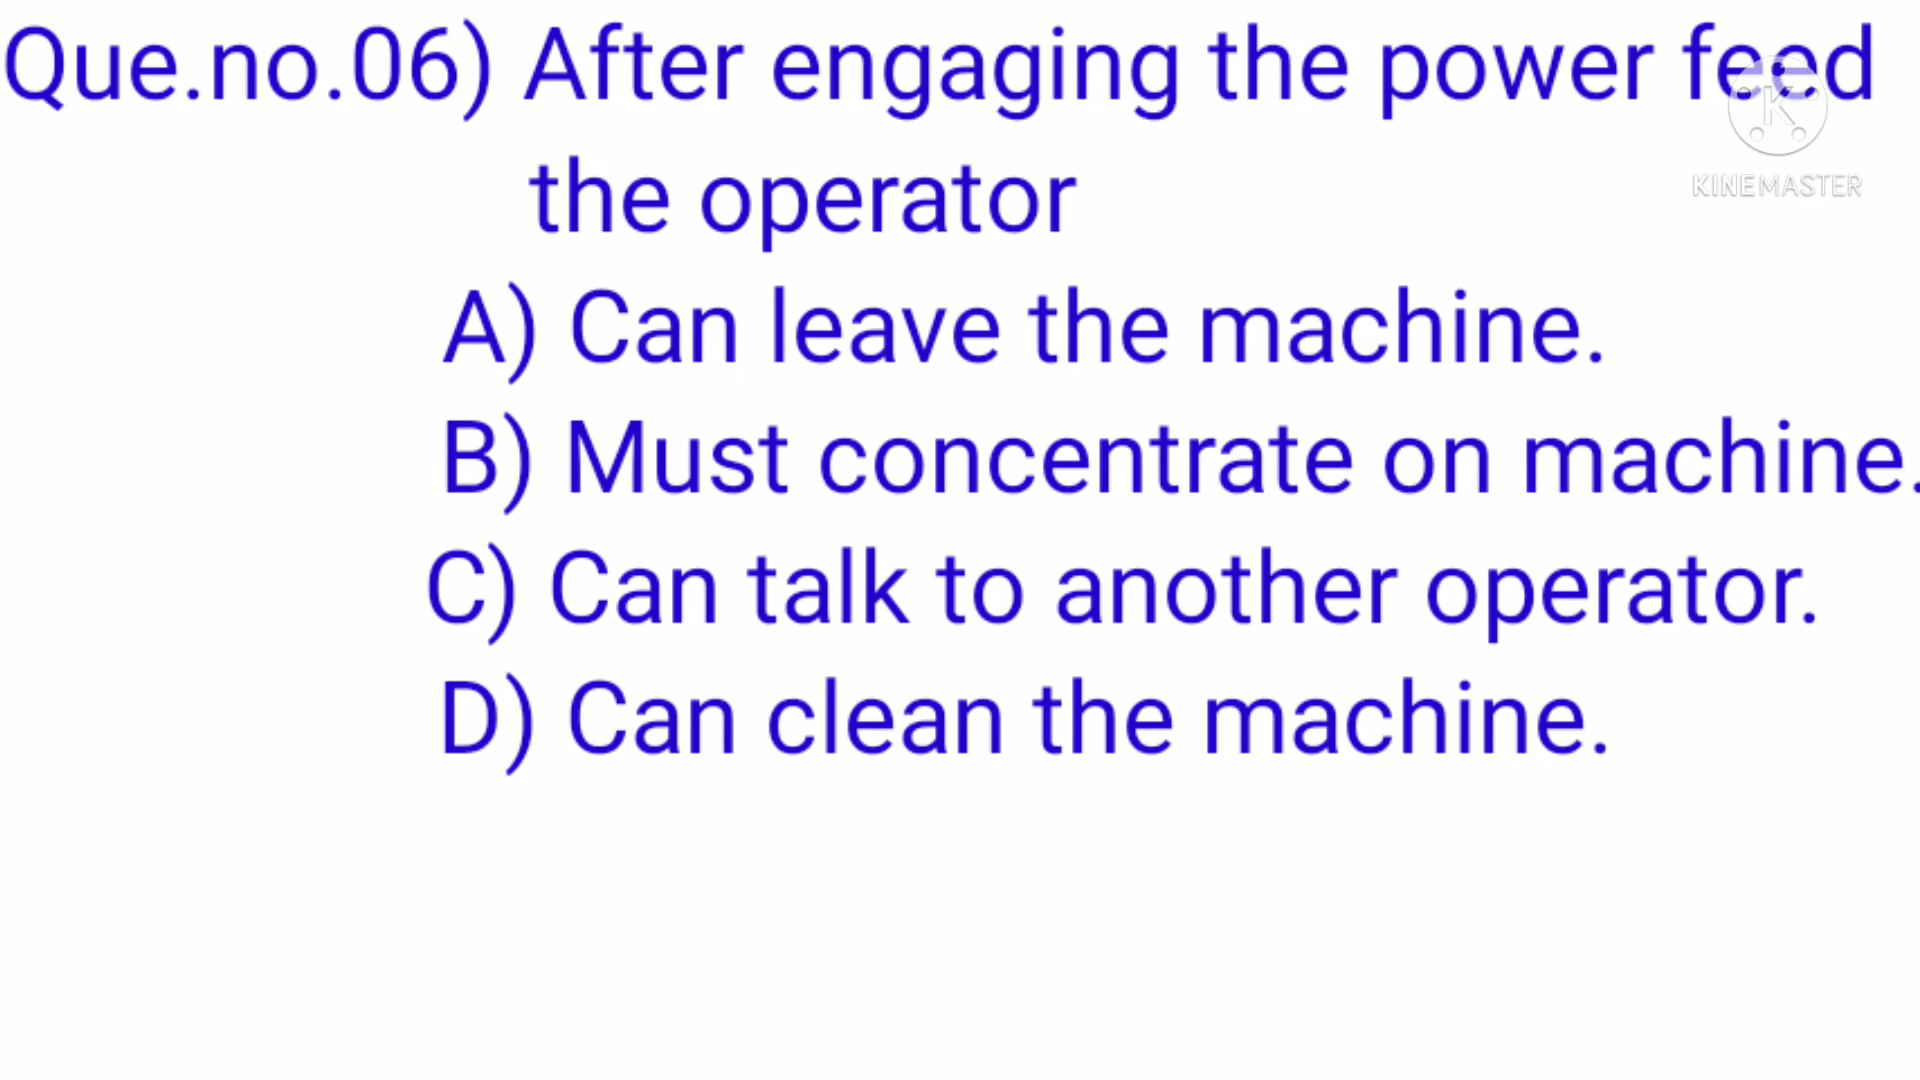 Que.no.06) After engaging the power feed
the operator
A) Can leave the machine.
B) Must concentrate on machine.
C) Can talk to another operator.
D) Can clean the machine.
K
KINEMASTER